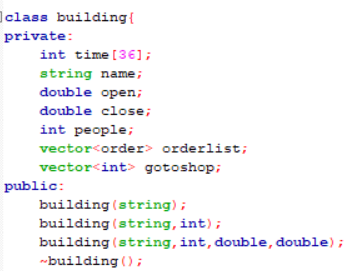 class building{
private:
    int time[36];
    string name;
    double open;
    double close;
    int people;
    vector<order> orderlist;
    vector<int> gotoshop;
public:
    building(string);
    building(string,int);
    building(string,int,double,double);
    ~building();